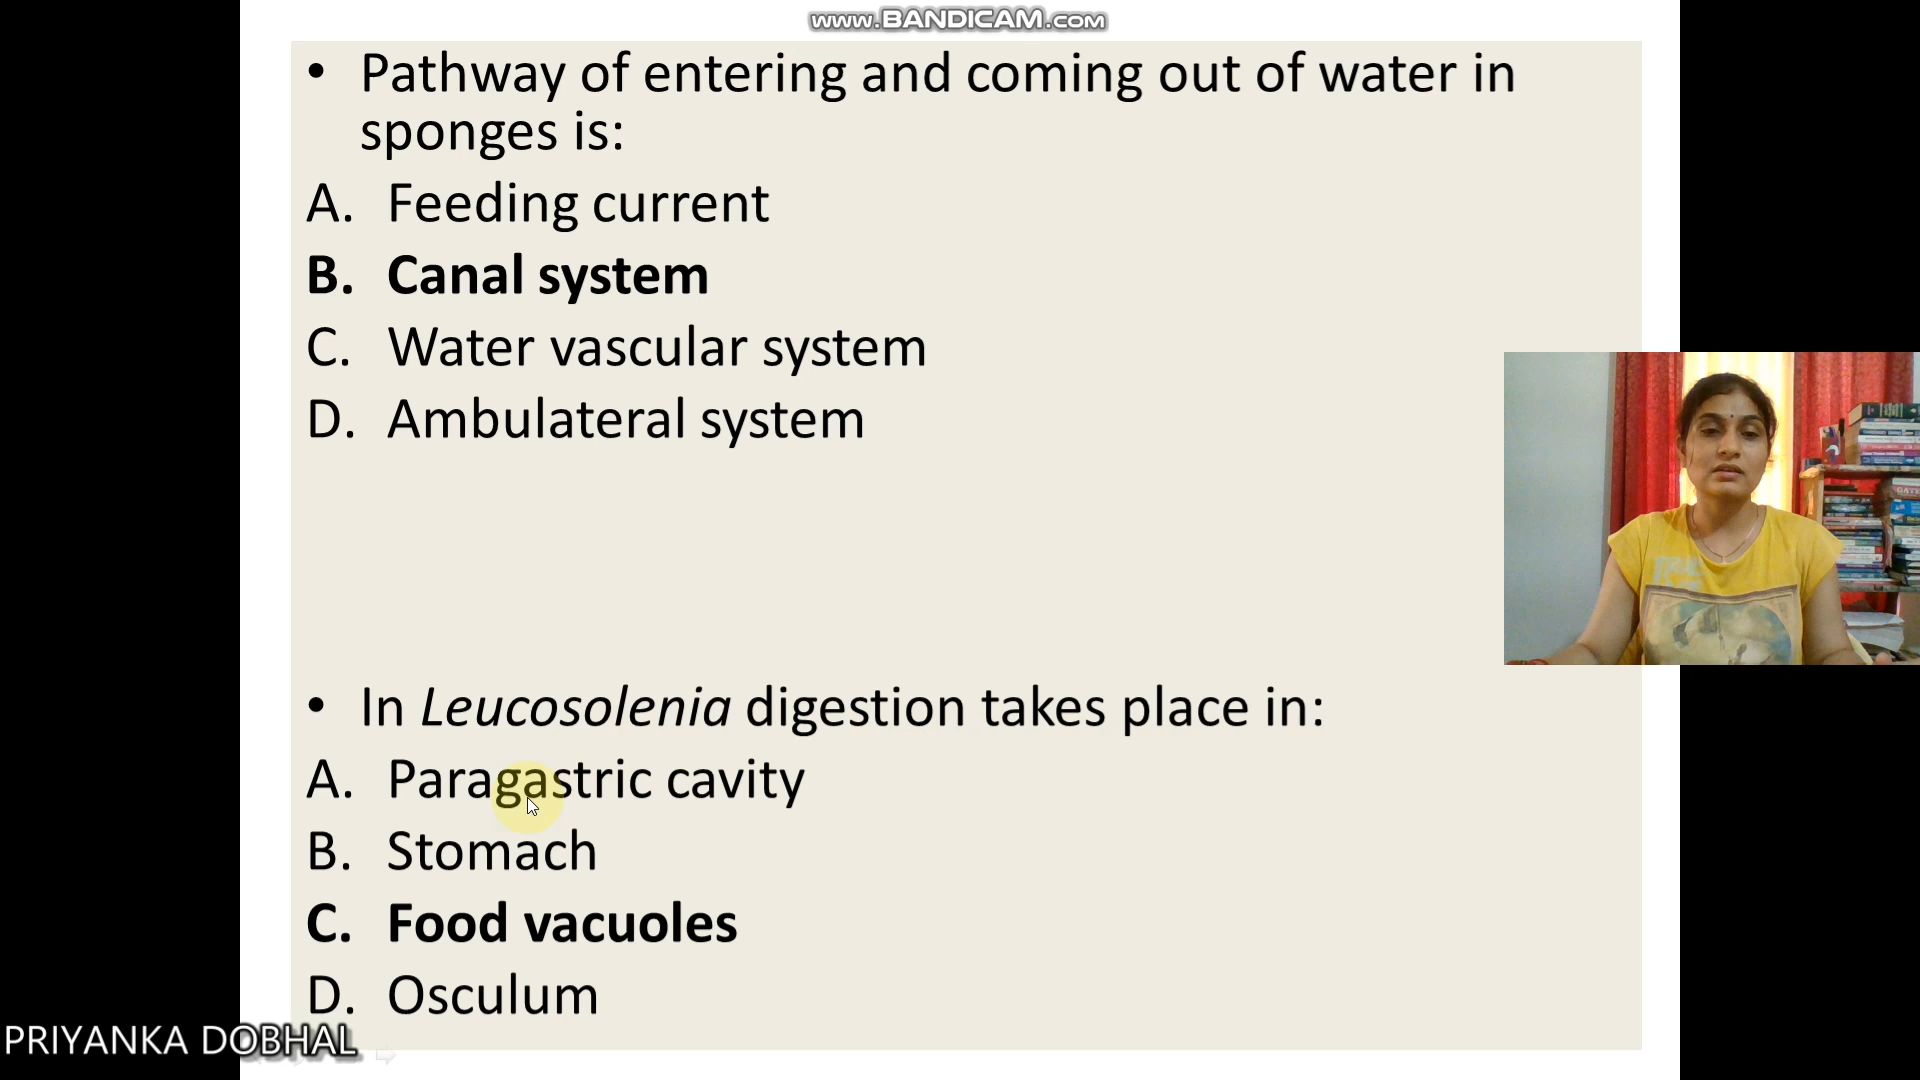 www.BANDICAM.com
• Pathway of entering and coming out of water in
sponges is:
A. Feeding current
B. Canal system
C. Water vascular system
D. Ambulateral system
• In Leucosolenia digestion takes place in:
A. Paragastric cavity
B. Stomach
C. Food vacuoles
D. Osculum
PRIYANKA DOBHAL